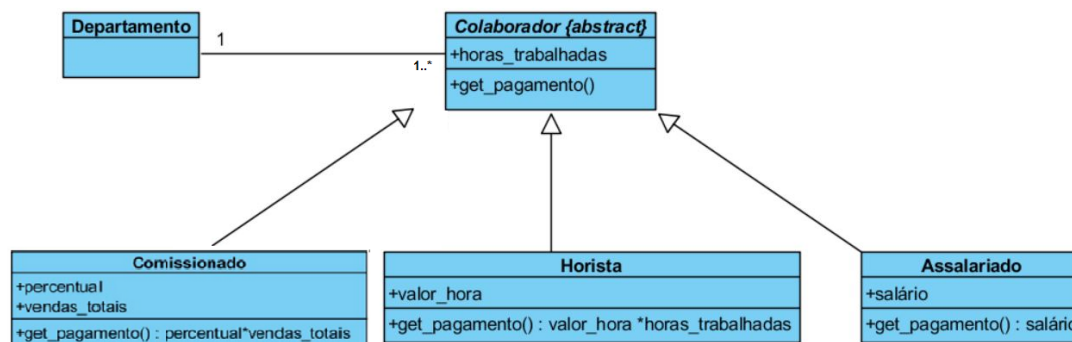 Departamento
1
1..*
Colaborador {abstract}
+horas_trabalhadas
+get_pagamento()
Comissionado
+percentual
+vendas_totais
+get_pagamento() : percentual*vendas_totais
Horista
+valor_hora
+get_pagamento() : valor_hora *horas_trabalhadas
Assalariado
+salário
+get_pagamento() : salário